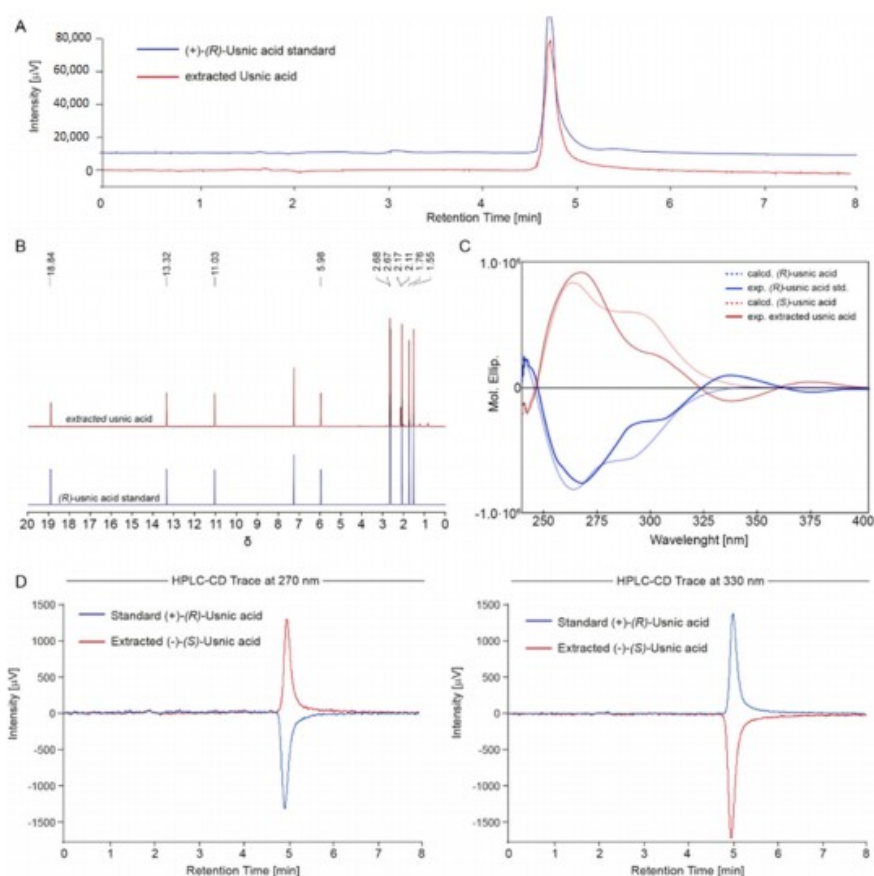 A
80,000
60,000
40,000
20,000
0
Intensity [µV]
(+)-(R)-Usnic acid standard
extracted Usnic acid
0 1 2 3 4 5 6 7 8
Retention Time [min]
B
18.84
13.32
11.03
5.98
2.68
2.67
2.17
2.11
1.76
1.55
extracted usnic acid
(R)-usnic acid standard
20 19 18 17 16 15 14 13 12 11 10 9 8 7 6 5 4 3 2 1 0
δ
C
1.0·10⁶
0
-1.0·10⁶
Mol. Ellip.
calcd. (R)-usnic acid
exp. (R)-usnic acid std.
calcd. (S)-usnic acid
exp. extracted usnic acid
250 275 300 325 350 375 400
Wavelenght [nm]
D
HPLC-CD Trace at 270 nm
1500
1000
500
0
-500
-1000
-1500
Intensity [µV]
Standard (+)-(R)-Usnic acid
Extracted (-)-(S)-Usnic acid
0 1 2 3 4 5 6 7 8
Retention Time [min]
HPLC-CD Trace at 330 nm
1500
1000
500
0
-500
-1000
-1500
Intensity [µV]
Standard (+)-(R)-Usnic acid
Extracted (-)-(S)-Usnic acid
0 1 2 3 4 5 6 7 8
Retention Time [min]